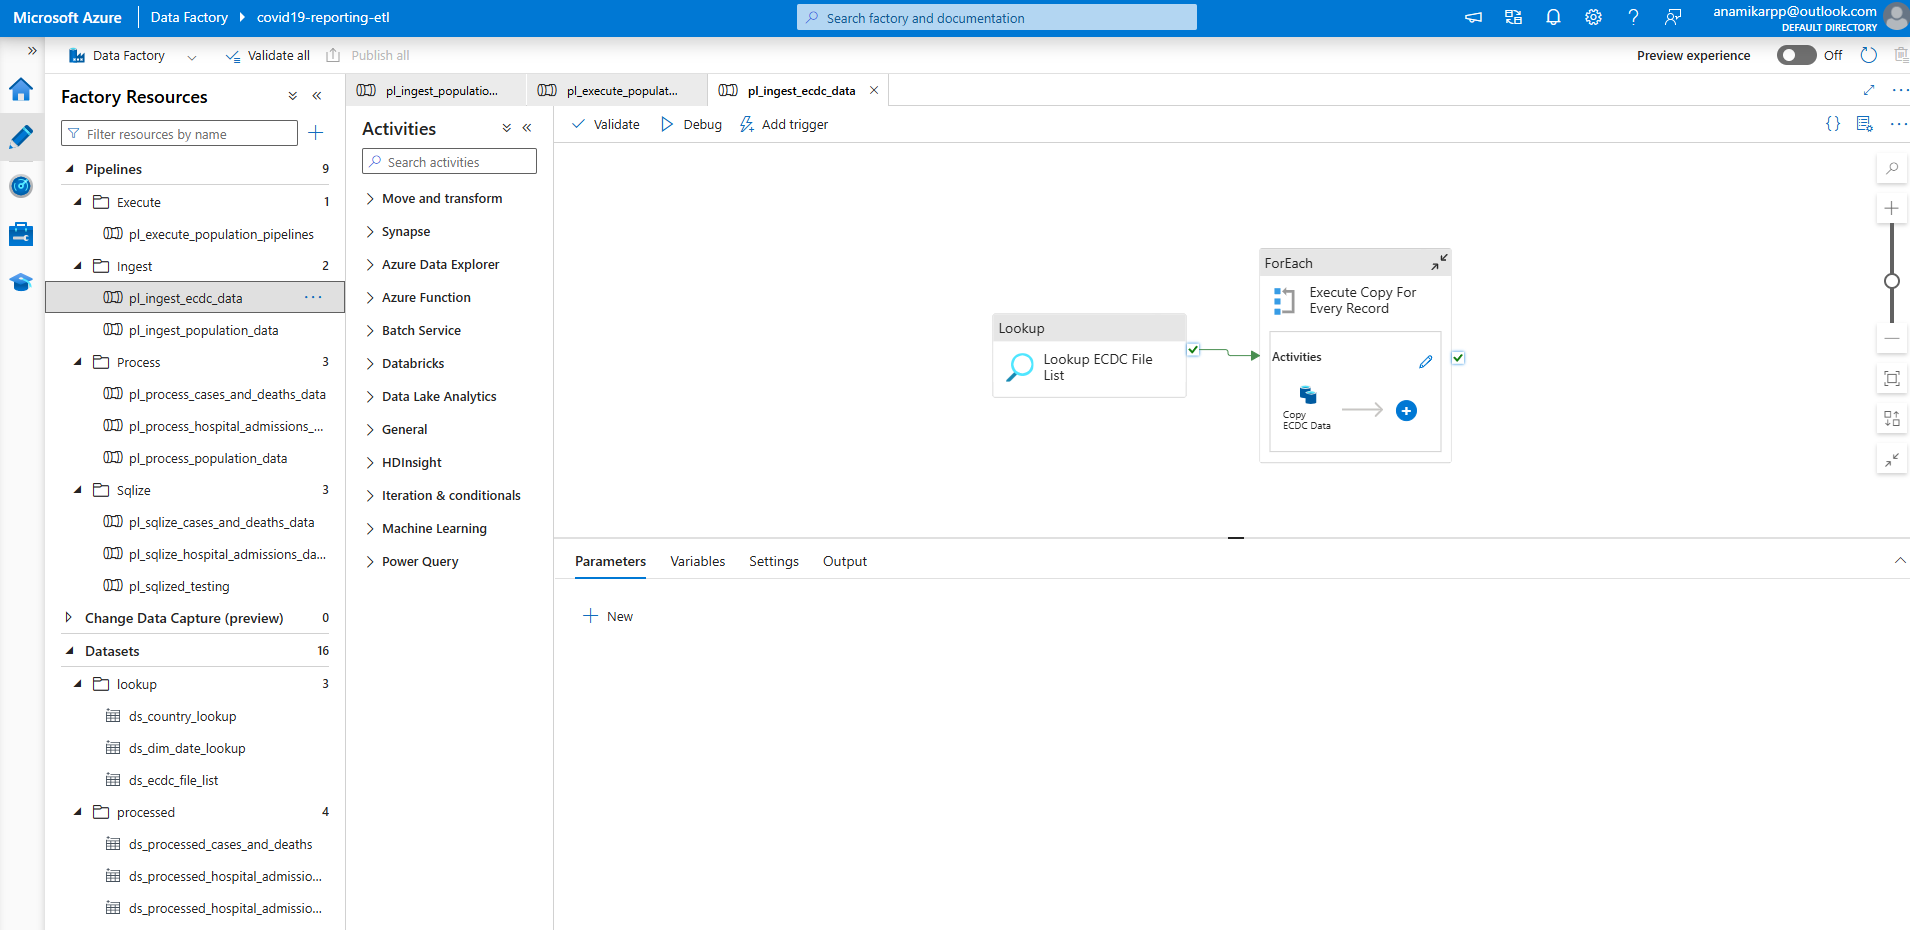 Microsoft Azure Data Factory covid19-reporting-etl
Search factory and documentation
anamikarpp@outlook.com
DEFAULT DIRECTORY
Data Factory Validate all Publish all
Preview experience Off
Factory Resources
Filter resources by name
Pipelines 9
Execute 1
pl_execute_population_pipelines
Ingest 2
pl_ingest_ecdc_data ...
pl_ingest_population_data
Process 3
pl_process_cases_and_deaths_data
pl_process_hospital_admissions_...
pl_process_population_data
Sqlize 3
pl_sqlize_cases_and_deaths_data
pl_sqlize_hospital_admissions_da...
pl_sqlized_testing
Change Data Capture (preview) 0
Datasets 16
lookup 3
ds_country_lookup
ds_dim_date_lookup
ds_ecdc_file_list
processed 4
ds_processed_cases_and_deaths
ds_processed_hospital_admissio...
ds_processed_hospital_admissio...
pl_ingest_populatio...
pl_execute_populat...
pl_ingest_ecdc_data
Activities
Search activities
Move and transform
Synapse
Azure Data Explorer
Azure Function
Batch Service
Databricks
Data Lake Analytics
General
HDInsight
Iteration & conditionals
Machine Learning
Power Query
Validate Debug Add trigger
{}
Lookup
Lookup ECDC File
List
ForEach
Execute Copy For
Every Record
Activities
Copy
ECDC Data
Parameters Variables Settings Output
New